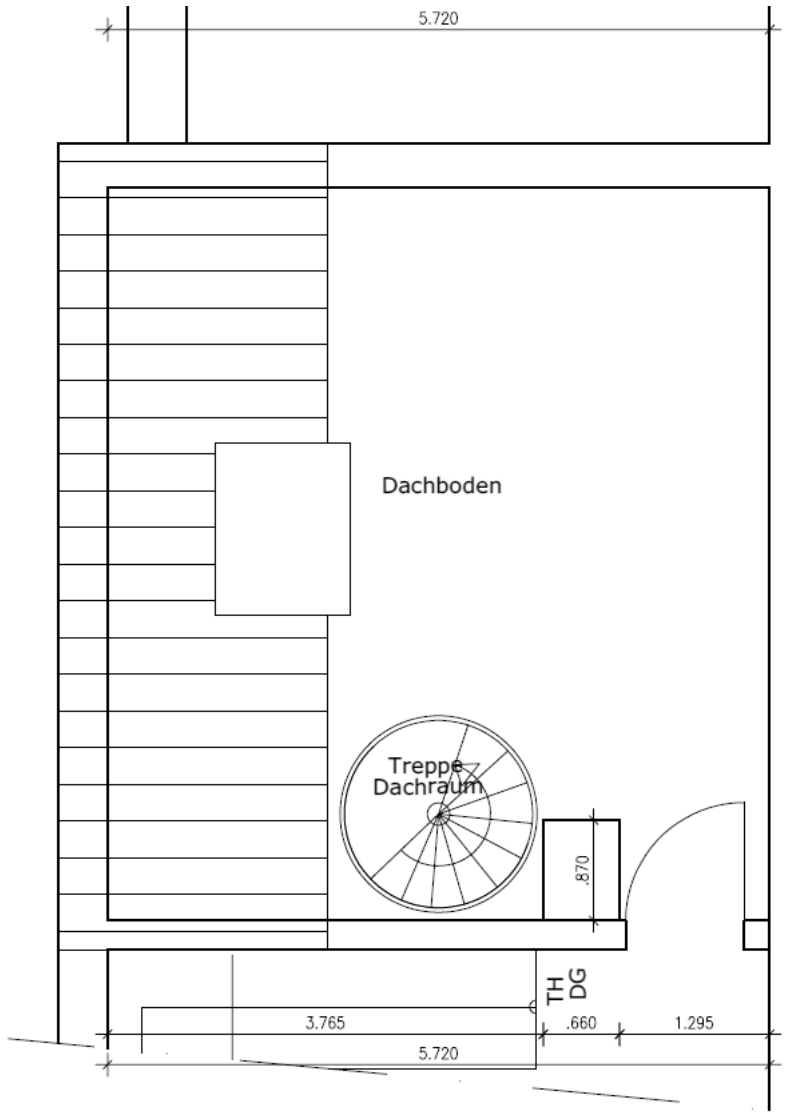 5.720
Dachboden
Treppe
Dachraum
.870
TH
DG
3.765
.660
1.295
5.720